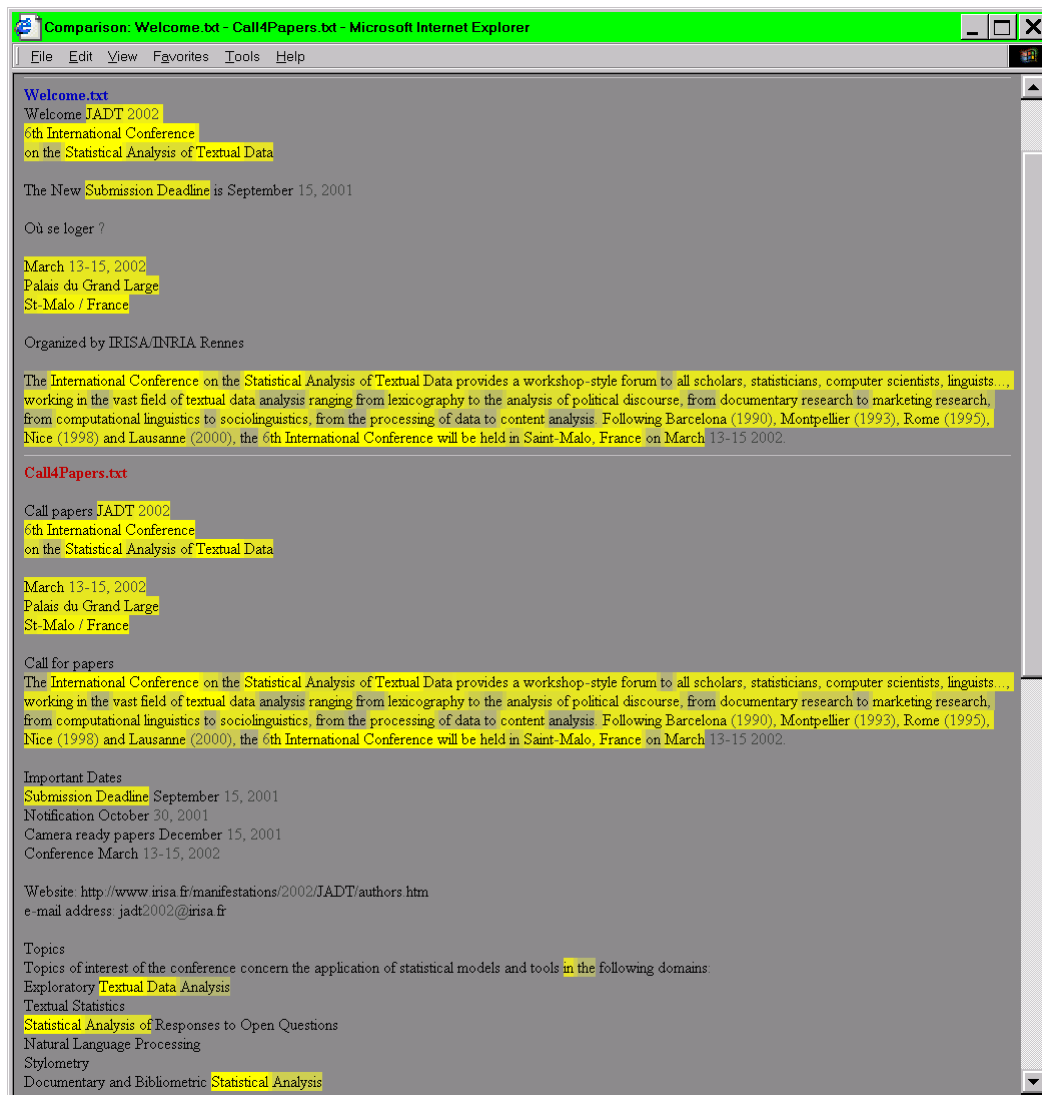 Comparison: Welcome.txt - Call4Papers.txt - Microsoft Internet Explorer
File Edit View Favorites Tools Help
Welcome.txt
Welcome JADT 2002
6th International Conference
on the Statistical Analysis of Textual Data
The New Submission Deadline is September 15, 2001
Où se loger ?
March 13-15, 2002
Palais du Grand Large
St-Malo / France
Organized by IRISA/INRIA Rennes
The International Conference on the Statistical Analysis of Textual Data provides a workshop-style forum to all scholars, statisticians, computer scientists, linguists...,
working in the vast field of textual data analysis ranging from lexicography to the analysis of political discourse, from documentary research to marketing research,
from computational linguistics to sociolinguistics, from the processing of data to content analysis. Following Barcelona (1990), Montpellier (1993), Rome (1995),
Nice (1998) and Lausanne (2000), the 6th International Conference will be held in Saint-Malo, France on March 13-15 2002.
Call4Papers.txt
Call papers JADT 2002
6th International Conference
on the Statistical Analysis of Textual Data
March 13-15, 2002
Palais du Grand Large
St-Malo / France
Call for papers
The International Conference on the Statistical Analysis of Textual Data provides a workshop-style forum to all scholars, statisticians, computer scientists, linguists...,
working in the vast field of textual data analysis ranging from lexicography to the analysis of political discourse, from documentary research to marketing research,
from computational linguistics to sociolinguistics, from the processing of data to content analysis. Following Barcelona (1990), Montpellier (1993), Rome (1995),
Nice (1998) and Lausanne (2000), the 6th International Conference will be held in Saint-Malo, France on March 13-15 2002.
Important Dates
Submission Deadline September 15, 2001
Notification October 30, 2001
Camera ready papers December 15, 2001
Conference March 13-15, 2002
Website: http://www.irisa.fr/manifestations/2002/JADT/authors.htm
e-mail address: jadt2002@irisa.fr
Topics
Topics of interest of the conference concern the application of statistical models and tools in the following domains:
Exploratory Textual Data Analysis
Textual Statistics
Statistical Analysis of Responses to Open Questions
Natural Language Processing
Stylometry
Documentary and Bibliometric Statistical Analysis